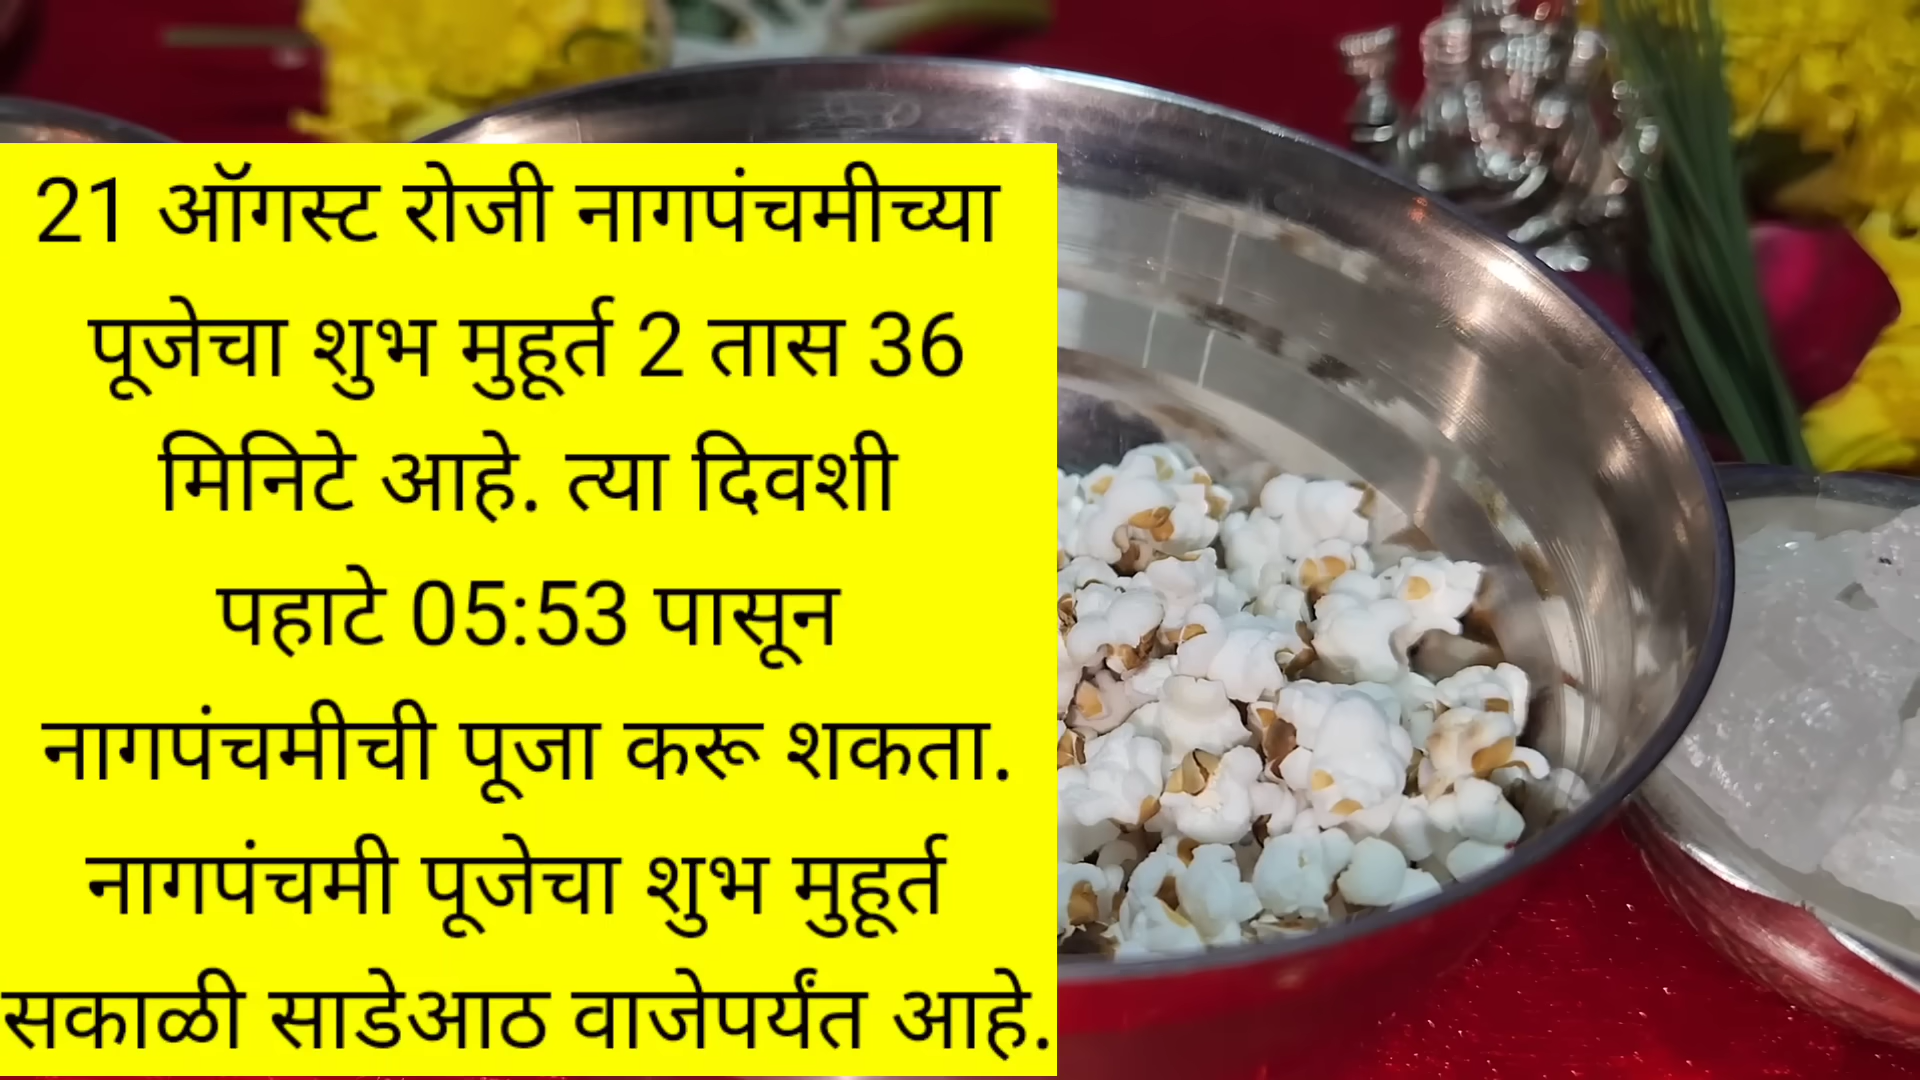 21 ऑगस्ट रोजी नागपंचमीच्या
पूजेचा शुभ मुहूर्त 2 तास 36
मिनिटे आहे. त्या दिवशी
पहाटे 05:53 पासून
नागपंचमीची पूजा करू शकता.
नागपंचमी पूजेचा शुभ मुहूर्त
सकाळी साडेआठ वाजेपर्यंत आहे.